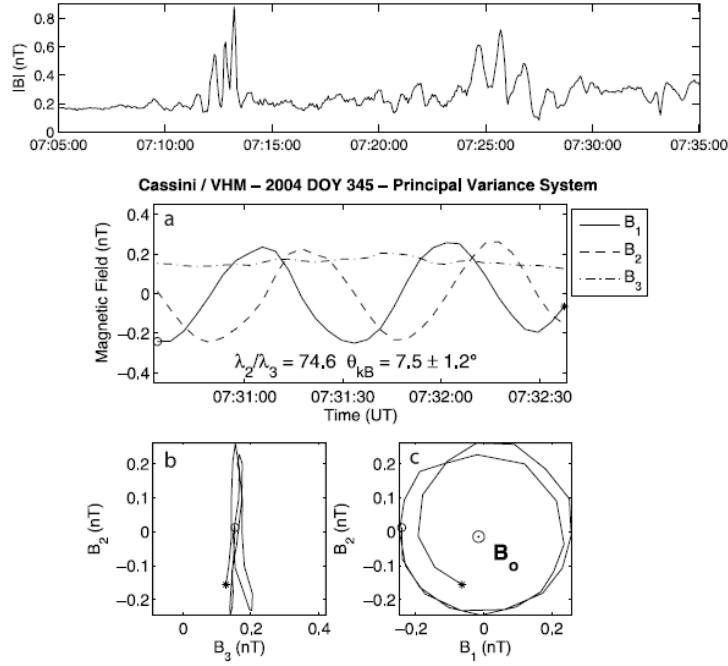 |B| (nT)
0.8
0.6
0.4
0.2
0
07:05:00 07:10:00 07:15:00 07:20:00 07:25:00 07:30:00 07:35:00
Cassini / VHM – 2004 DOY 345 – Principal Variance System
a
Magnetic Field (nT)
0.4
0.2
0
−0.2
−0.4
λ2/λ3 = 74.6 θkB = 7.5 ± 1.2°
07:31:00 07:31:30 07:32:00 07:32:30
Time (UT)
B1
B2
B3
b
B2 (nT)
0.2
0.1
0
−0.1
−0.2
0 0.2 0.4
B3 (nT)
c
B2 (nT)
0.2
0.1
0
−0.1
−0.2
Bo
−0.2 0 0.2
B1 (nT)